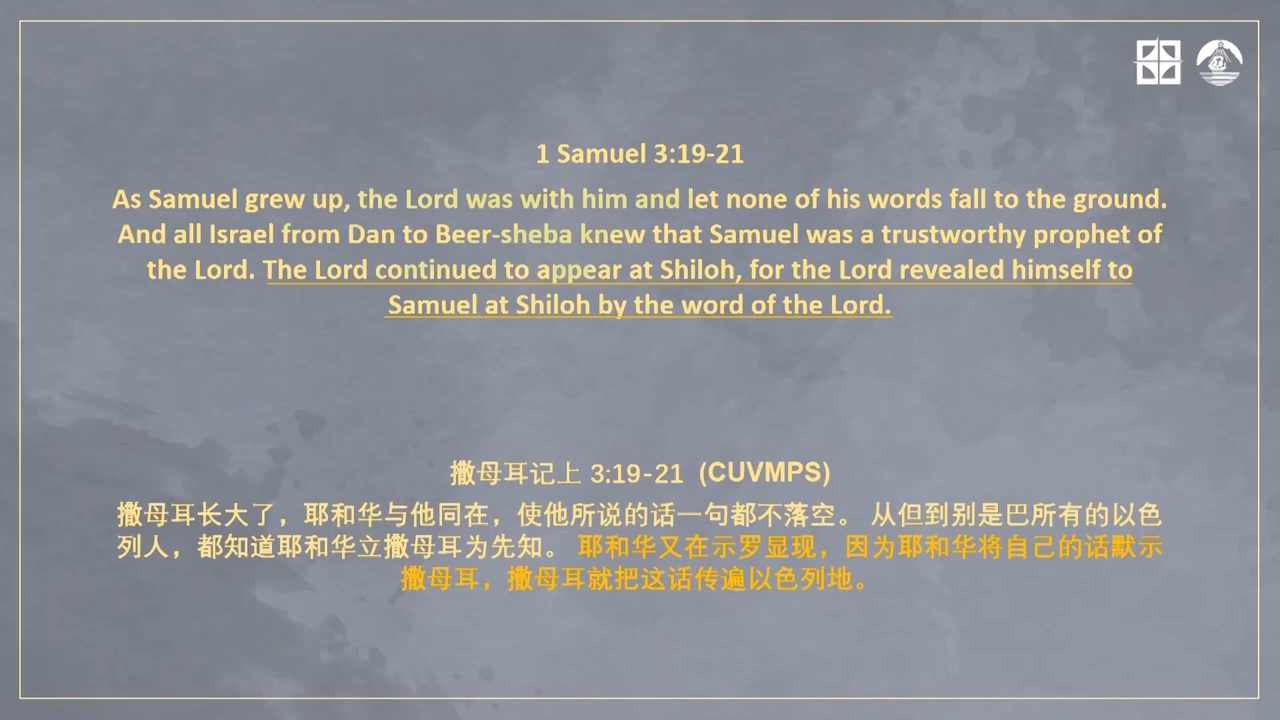 1 Samuel 3:19-21
As Samuel grew up, the Lord was with him and let none of his words fall to the ground.
And all Israel from Dan to Beer-sheba knew that Samuel was a trustworthy prophet of
the Lord. The Lord continued to appear at Shiloh, for the Lord revealed himself to
Samuel at Shiloh by the word of the Lord.
撒母耳记上 3:19-21 (CUVMPS)
撒母耳长大了，耶和华与他同在，使他所说的话一句都不落空。 从但到别是巴所有的以色
列人，都知道耶和华立撒母耳为先知。 耶和华又在示罗显现，因为耶和华将自己的话默示
撒母耳，撒母耳就把这话传遍以色列地。